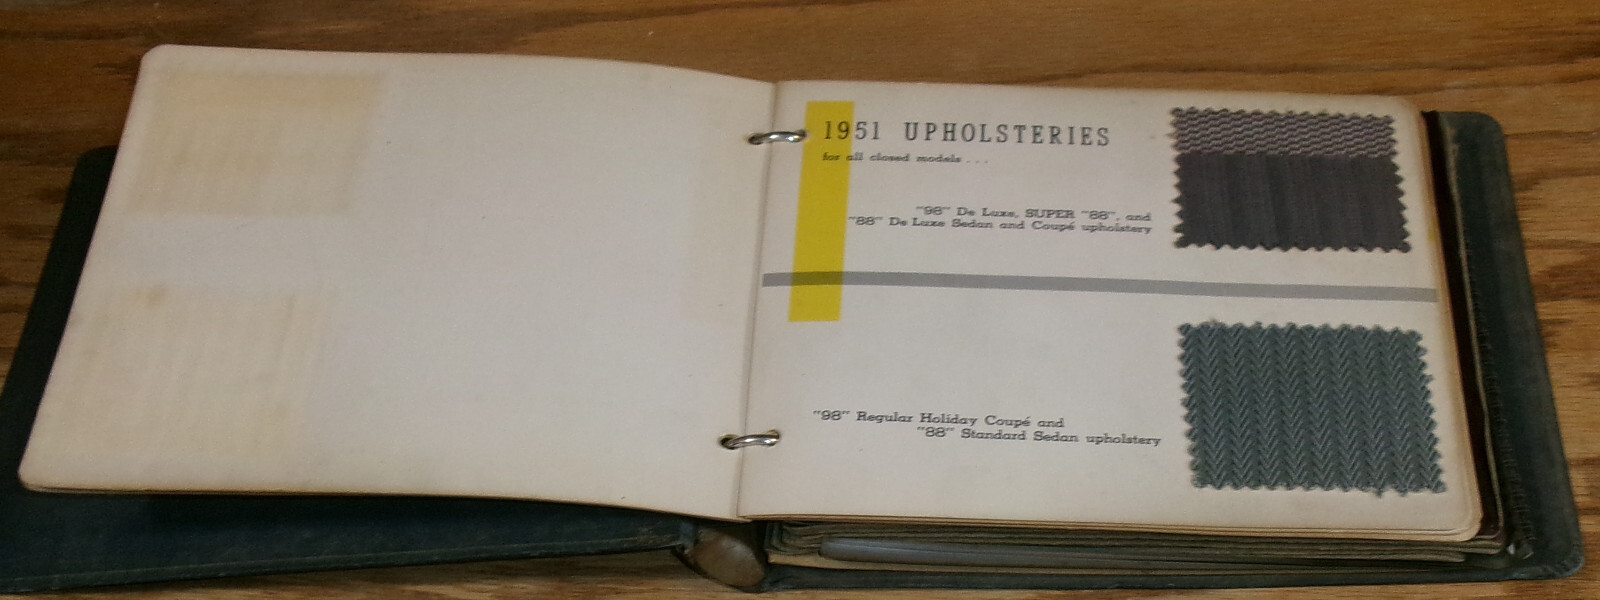 1951 UPHOLSTERIES
for all closed models . . .
"98" De Luxe, SUPER "88", and
"88" De Luxe Sedan and Coupé upholstery
"98" Regular Holiday Coupé and
"88" Standard Sedan upholstery